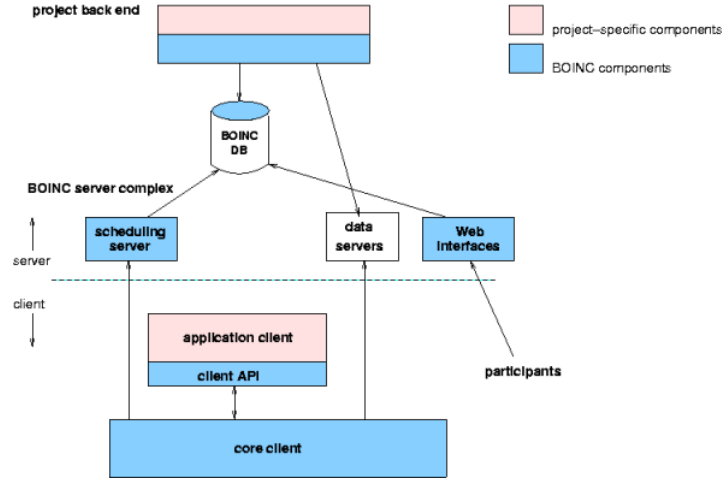 project back end
project--specific components
BOINC components
BOINC
DB
BOINC server complex
scheduling
server
data
servers
Web
interfaces
server
client
application client
client API
participants
core client